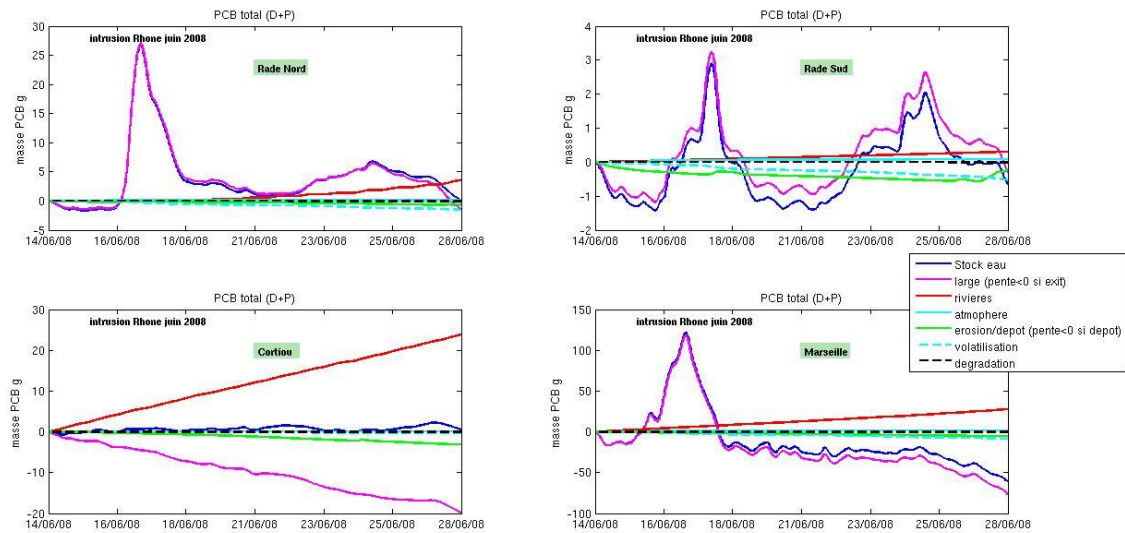 PCB total (D+P)
30
25
20
15
10
5
0
-5
masse PCB g
intrusion Rhone juin 2008
Rade Nord
14/06/08 16/06/08 18/06/08 21/06/08 23/06/08 25/06/08 28/06/08
PCB total (D+P)
4
3
2
1
0
-1
-2
masse PCB g
intrusion Rhone juin 2008
Rade Sud
14/06/08 16/06/08 18/06/08 21/06/08 23/06/08 25/06/08 28/06/08
Stock eau
large (pente<0 si exit)
rivieres
atmophere
erosion/depot (pente<0 si depot)
volatilisation
degradation
PCB total (D+P)
30
20
10
0
-10
-20
masse PCB g
intrusion Rhone juin 2008
Cortiou
14/06/08 16/06/08 18/06/08 21/06/08 23/06/08 25/06/08 28/06/08
PCB total (D+P)
150
100
50
0
-50
-100
masse PCB g
intrusion Rhone juin 2008
Marseille
14/06/08 16/06/08 18/06/08 21/06/08 23/06/08 25/06/08 28/06/08